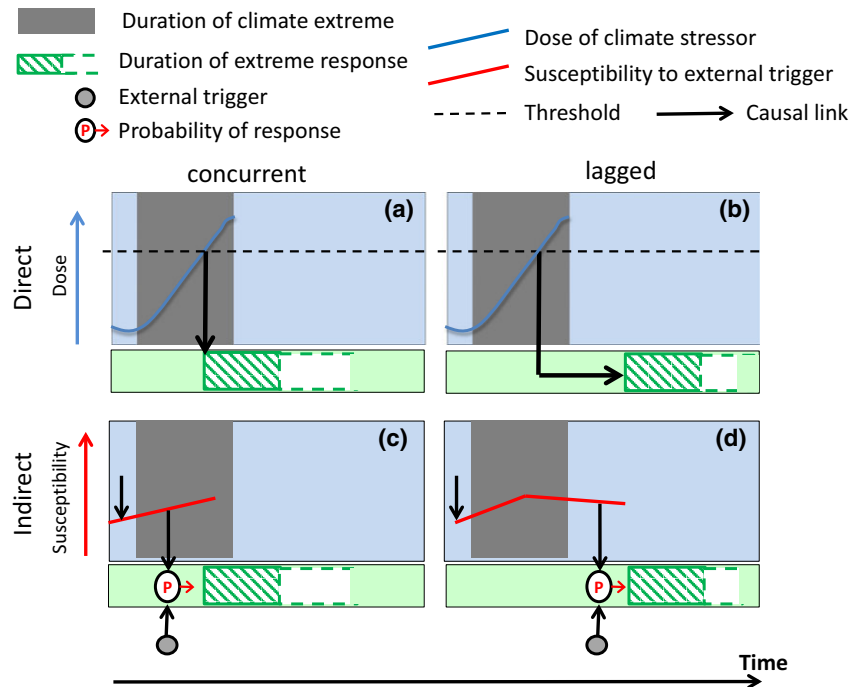 Duration of climate extreme
Duration of extreme response
External trigger
P Probability of response
Dose of climate stressor
Susceptibility to external trigger
Threshold
Causal link
concurrent
lagged
Direct
Dose
(a)
(b)
Indirect
Susceptibility
(c)
(d)
P
P
Time